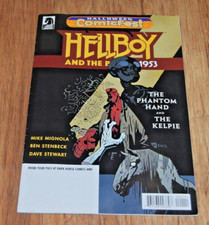 HALLOWEEN
ComicFest
HELLBOY
AND THE B.P.R.D. 1953
THE
PHANTOM
HAND AND
THE KELPIE
MIKE MIGNOLA
BEN STENBECK
DAVE STEWART